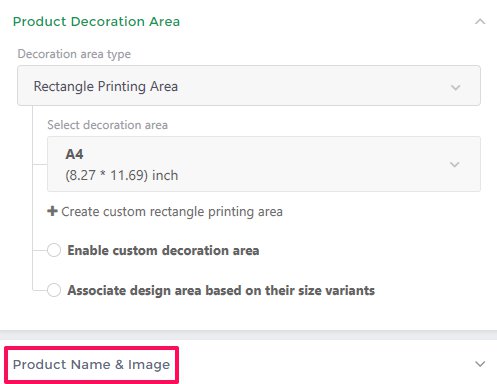 Product Decoration Area
Decoration area type
Rectangle Printing Area
Select decoration area
A4
(8.27 * 11.69) inch
+ Create custom rectangle printing area
Enable custom decoration area
Associate design area based on their size variants
Product Name & Image